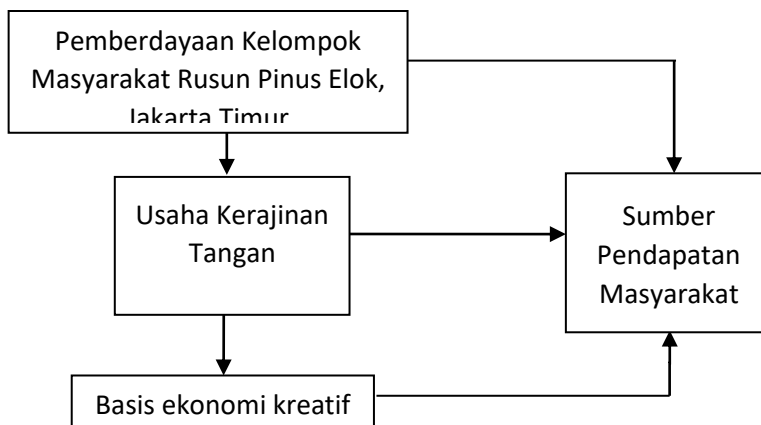 Pemberdayaan Kelompok
Masyarakat Rusun Pinus Elok,
Jakarta Timur
Usaha Kerajinan
Tangan
Sumber
Pendapatan
Masyarakat
Basis ekonomi kreatif